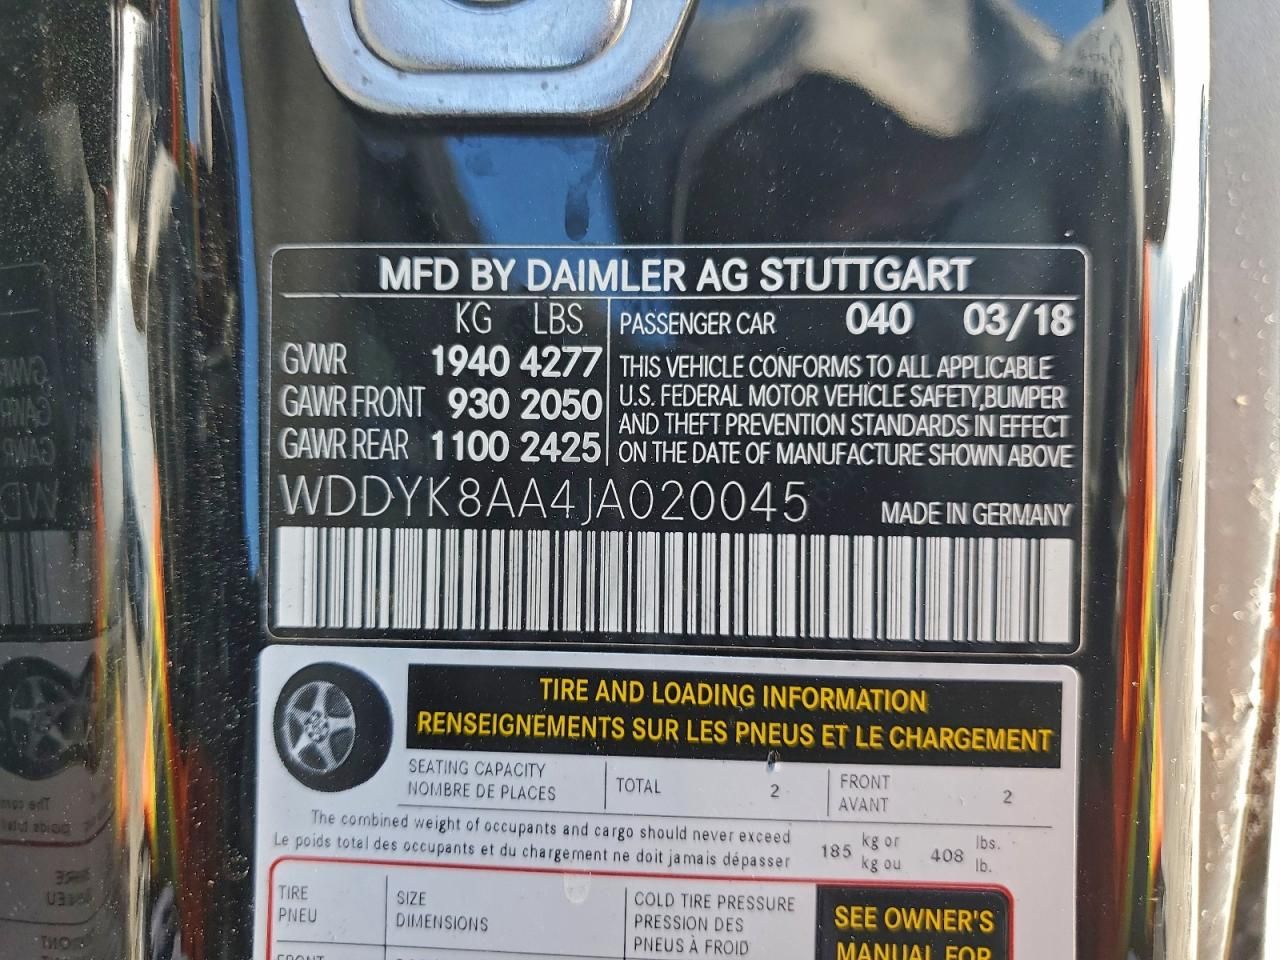 MFD BY DAIMLER AG STUTTGART
KG LBS
PASSENGER CAR 040 03/18
GVWR 1940 4277
GAWR FRONT 930 2050
GAWR REAR 1100 2425
THIS VEHICLE CONFORMS TO ALL APPLICABLE
U.S. FEDERAL MOTOR VEHICLE SAFETY,BUMPER
AND THEFT PREVENTION STANDARDS IN EFFECT
ON THE DATE OF MANUFACTURE SHOWN ABOVE
WDDYK8AA4JA020045 MADE IN GERMANY
TIRE AND LOADING INFORMATION
RENSEIGNEMENTS SUR LES PNEUS ET LE CHARGEMENT
SEATING CAPACITY
NOMBRE DE PLACES
TOTAL 2
FRONT
AVANT
2
The combined weight of occupants and cargo should never exceed
Le poids total des occupants et du chargement ne doit jamais dépasser
185 kg or
kg ou
408 lbs.
lb.
TIRE
PNEU
SIZE
DIMENSIONS
COLD TIRE PRESSURE
PRESSION DES
PNEUS À FROID
SEE OWNER'S
MANUAL FOR
FRONT